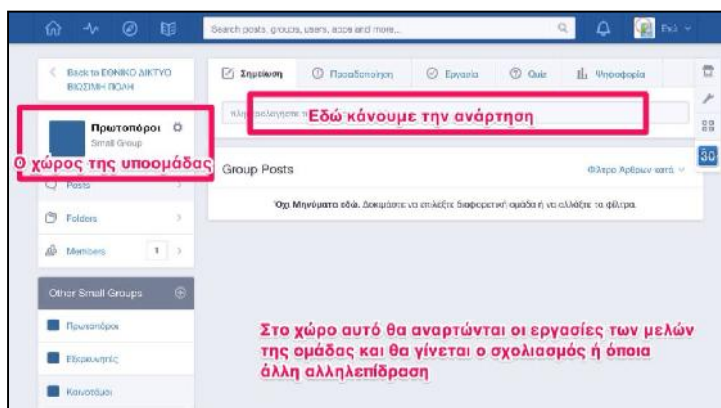 Search posts, groups, users, apps and more...
Εσύ
Back to ΕΘΝΙΚΟ ΔΙΚΤΥΟ
ΒΙΩΣΙΜΗ ΠΟΛΗ
Σημείωση
Προειδοποίηση
Εργασία
Quiz
Ψηφοφορία
Εδώ κάνουμε την ανάρτηση
Πρωτοπόροι
Small Group
Ο χώρος της υποομάδας
30
Posts
Folders
Members 1
Group Posts
Φίλτρο Άρθρων κατά
Όχι Μηνύματα εδώ. Δοκιμάστε να επιλέξτε διαφορετική ομάδα ή να αλλάξτε τα φίλτρα.
Other Small Groups
Πρωτοπόροι
Εξερευνητές
Καινοτόμοι
Στο χώρο αυτό θα αναρτώνται οι εργασίες των μελών
της ομάδας και θα γίνεται ο σχολιασμός ή όποια
άλλη αλληλεπίδραση